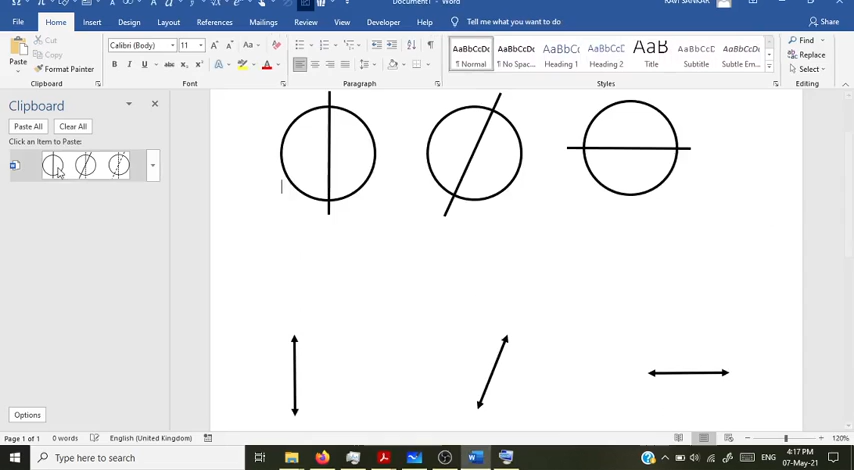 Document1 - Word
RAVI SANKAR
File Home Insert Design Layout References Mailings Review View Developer Help Tell me what you want to do Share
Paste
Cut
Copy
Format Painter
Calibri (Body) 11
Clipboard Font Paragraph Styles Editing
AaBbCcDc AaBbCcDc AaBbCc AaBbCcC AaB AaBbCcD AaBbCcDc
¶ Normal ¶ No Spac... Heading 1 Heading 2 Title Subtitle Subtle Em...
Find
Replace
Select
Clipboard
Paste All Clear All
Click an Item to Paste:
Options
Page 1 of 1 0 words English (United Kingdom) 120%
Type here to search
ENG
4:17 PM
07-May-21